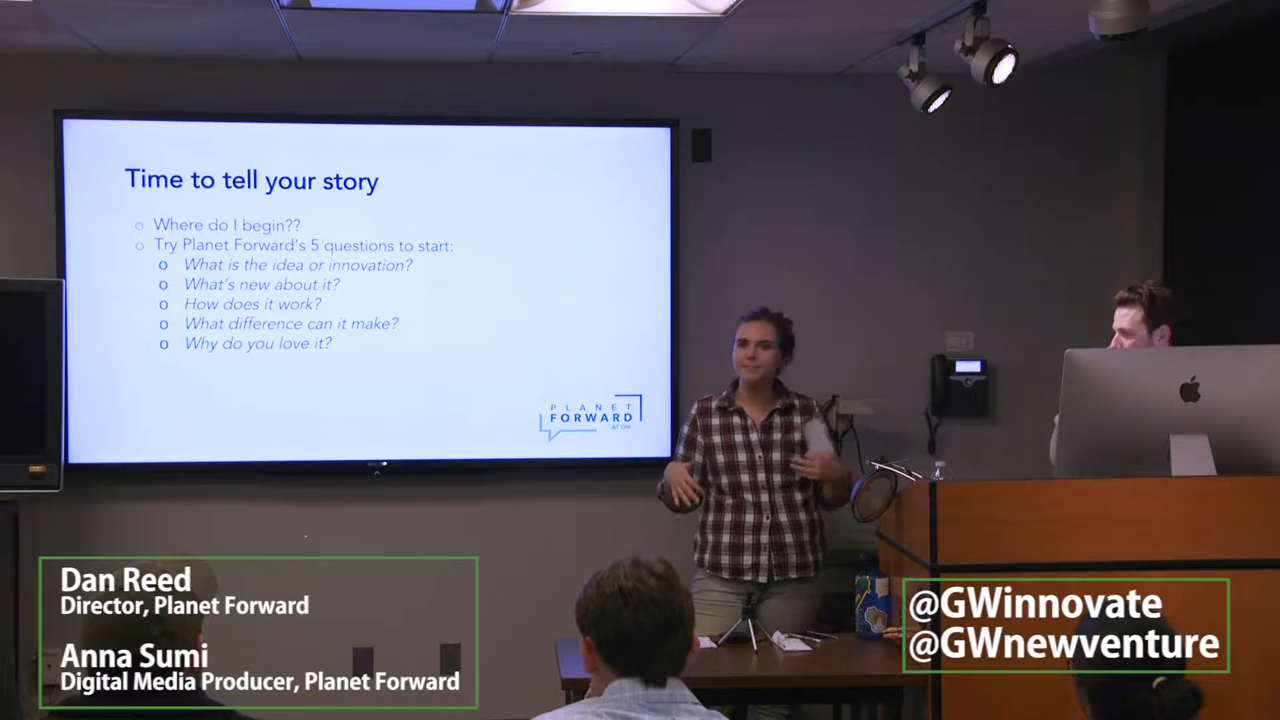 Time to tell your story
Where do I begin??
Try Planet Forward's 5 questions to start:
What is the idea or innovation?
What's new about it?
How does it work?
What difference can it make?
Why do you love it?
PLANET
FORWARD
AT GW
Dan Reed
Director, Planet Forward
Anna Sumi
Digital Media Producer, Planet Forward
@GWinnovate
@GWnewventure